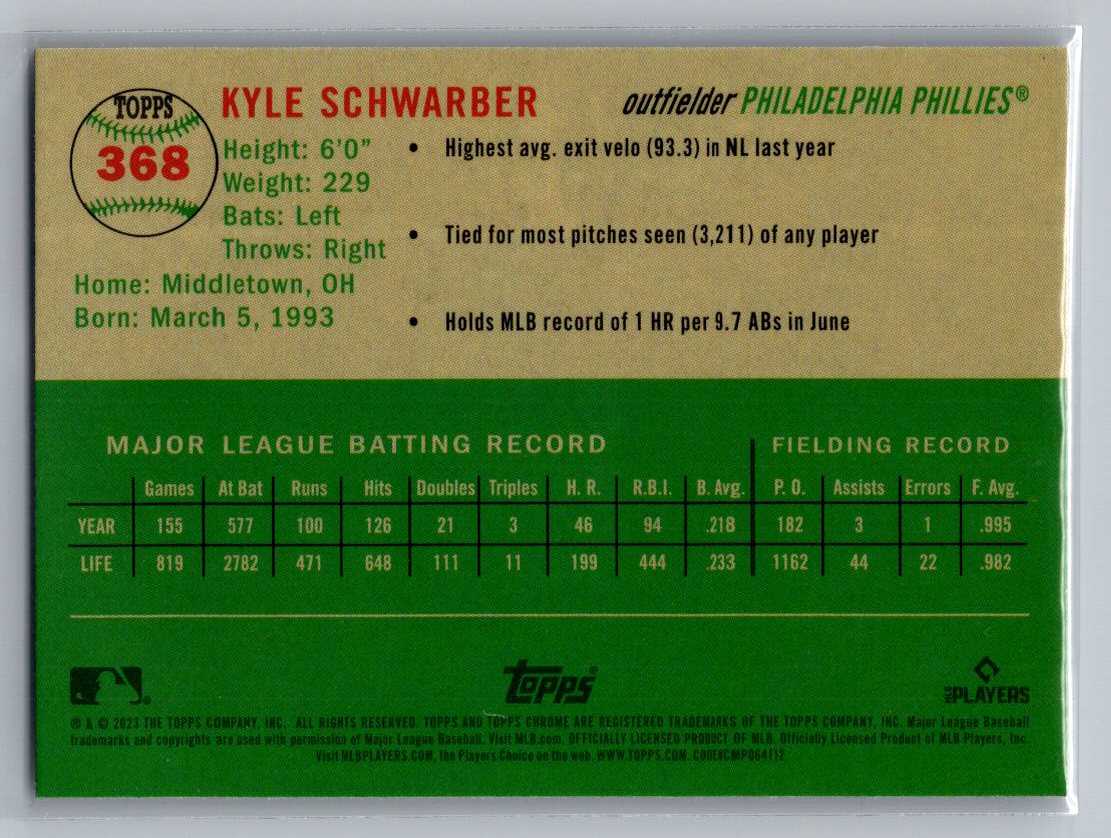 TOPPS
368
KYLE SCHWARBER
outfielder PHILADELPHIA PHILLIES®
Height: 6'0"
Weight: 229
Bats: Left
Throws: Right
Home: Middletown, OH
Born: March 5, 1993
• Highest avg. exit velo (93.3) in NL last year
• Tied for most pitches seen (3,211) of any player
• Holds MLB record of 1 HR per 9.7 ABs in June
MAJOR LEAGUE BATTING RECORD FIELDING RECORD
Games At Bat Runs Hits Doubles Triples H. R. R.B.I. B. Avg. P. O. Assists Errors F. Avg.
YEAR 155 577 100 126 21 3 46 94 .218 182 3 1 .995
LIFE 819 2782 471 648 111 11 199 444 .233 1162 44 22 .982
topps
PLAYERS
® & © 2023 THE TOPPS COMPANY, INC. ALL RIGHTS RESERVED. TOPPS AND TOPPS CHROME ARE REGISTERED TRADEMARKS OF THE TOPPS COMPANY, INC. Major League Baseball
trademarks and copyrights are used with permission of Major League Baseball. Visit MLB.com. OFFICIALLY LICENSED PRODUCT OF MLB. Officially Licensed Product of MLB Players, Inc.
Visit MLBPLAYERS.COM, the Players Choice on the web. WWW.TOPPS.COM. CODE#CMP064112